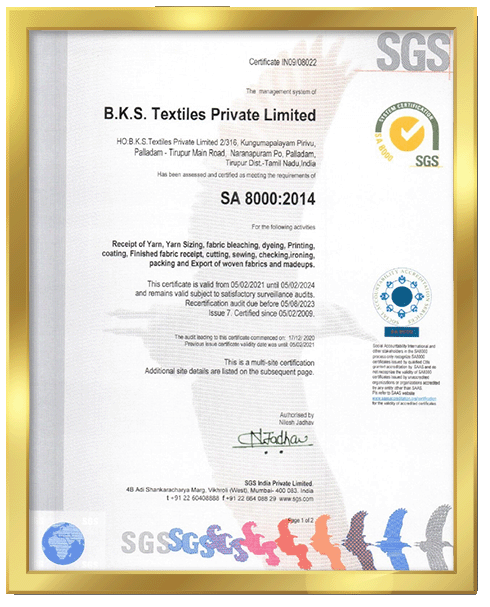 SGS
Certificate IN09/08022
The management system of
B.K.S. Textiles Private Limited
HO.B.K.S.Textiles Private Limited 2/316, Kungumapalayam Pirivu,
Palladam - Tirupur Main Road, Naranapuram Po, Palladam,
Tirupur Dist.-Tamil Nadu,India
Has been assessed and certified as meeting the requirements of
SA 8000:2014
For the following activities
Receipt of Yarn, Yarn Sizing, fabric bleaching, dyeing, Printing,
coating, Finished fabric receipt, cutting, sewing, checking,ironing,
packing and Export of woven fabrics and madeups.
This certificate is valid from 05/02/2021 until 05/02/2024
and remains valid subject to satisfactory surveillance audits.
Recertification audit due before 05/06/2023
Issue 7. Certified since 05/02/2009.
The audit leading to this certificate commenced on: 17/12/2020
Previous issue certificate validity date was until 05/02/2021
This is a multi-site certification
Additional site details are listed on the subsequent page.
Authorised by
Nilesh Jadhav
NJadhav
SGS India Private Limited
4B Adi Shankaracharya Marg, Vikhroli (West), Mumbai- 400 083. India
t +91 22 60408888 f +91 22 664 088 29 www.sgs.com
Page 1 of 2
SYSTEM CERTIFICATION
SA 8000
SGS
Social Accountability International and
other stakeholders in the SA8000
process only recognize SA8000
certificates issued by qualified CBs
granted accreditation by SAAS and do
not recognize the validity of SA8000
certificates issued by unaccredited
organizations or organizations accredited
by any entity other than SAAS.
for the validity of accredited certificates.
SGS SGS SGS